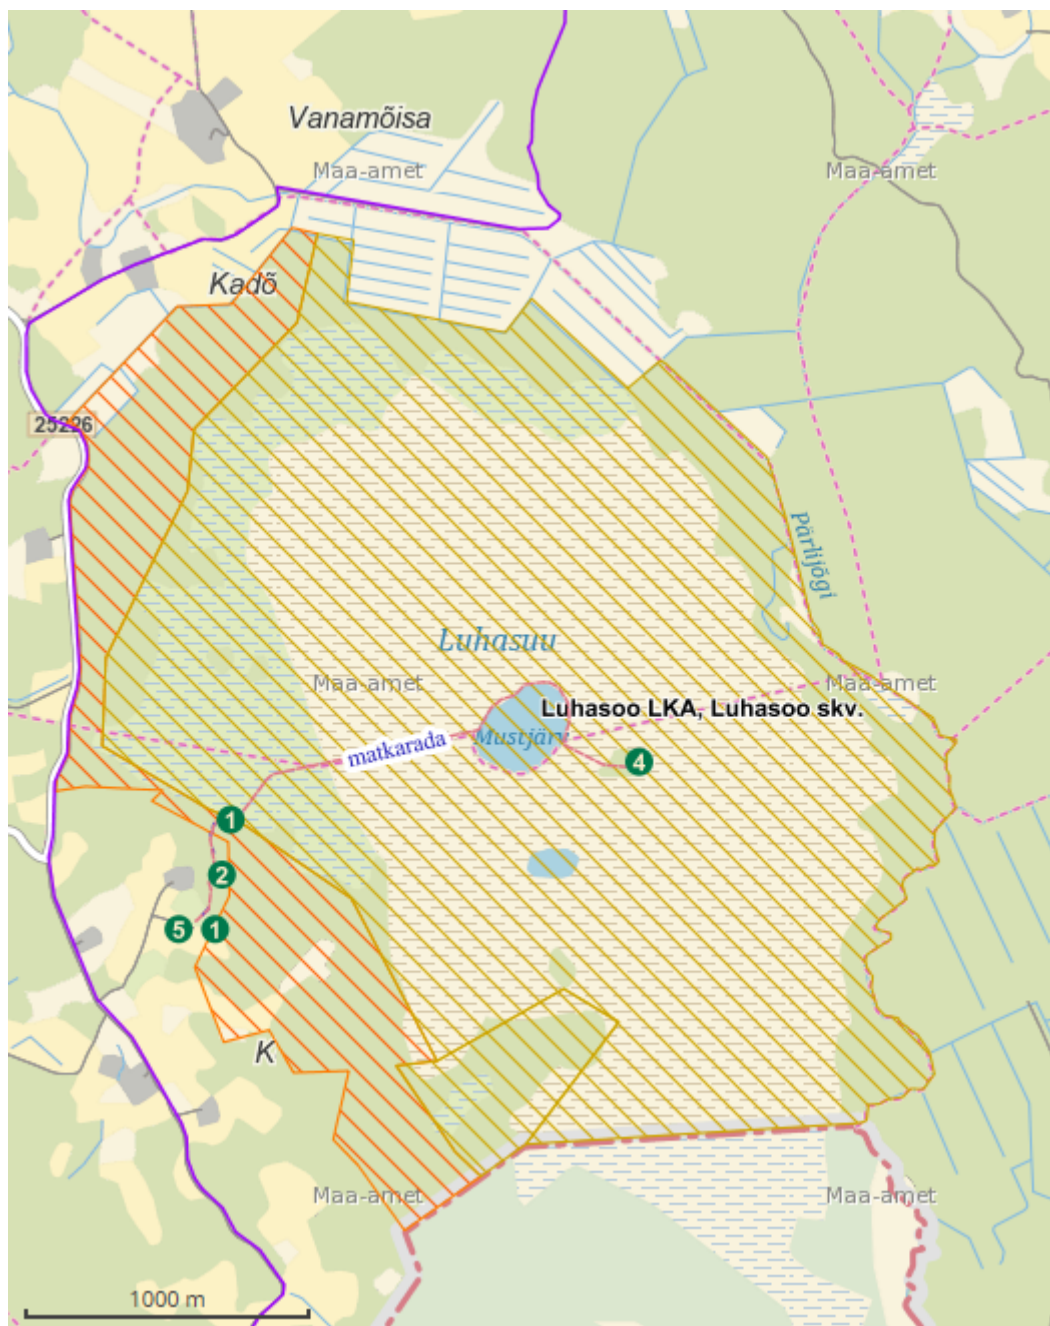 Vanamõisa
Maa-amet
Maa-amet
Kadõ
25226
Pärlijõgi
Luhasuu
Maa-amet
Maa-amet
Luhasoo LKA, Luhasoo skv.
Mustjärv
matkarada
4
1
2
5
1
K
Maa-amet
Maa-amet
1000 m